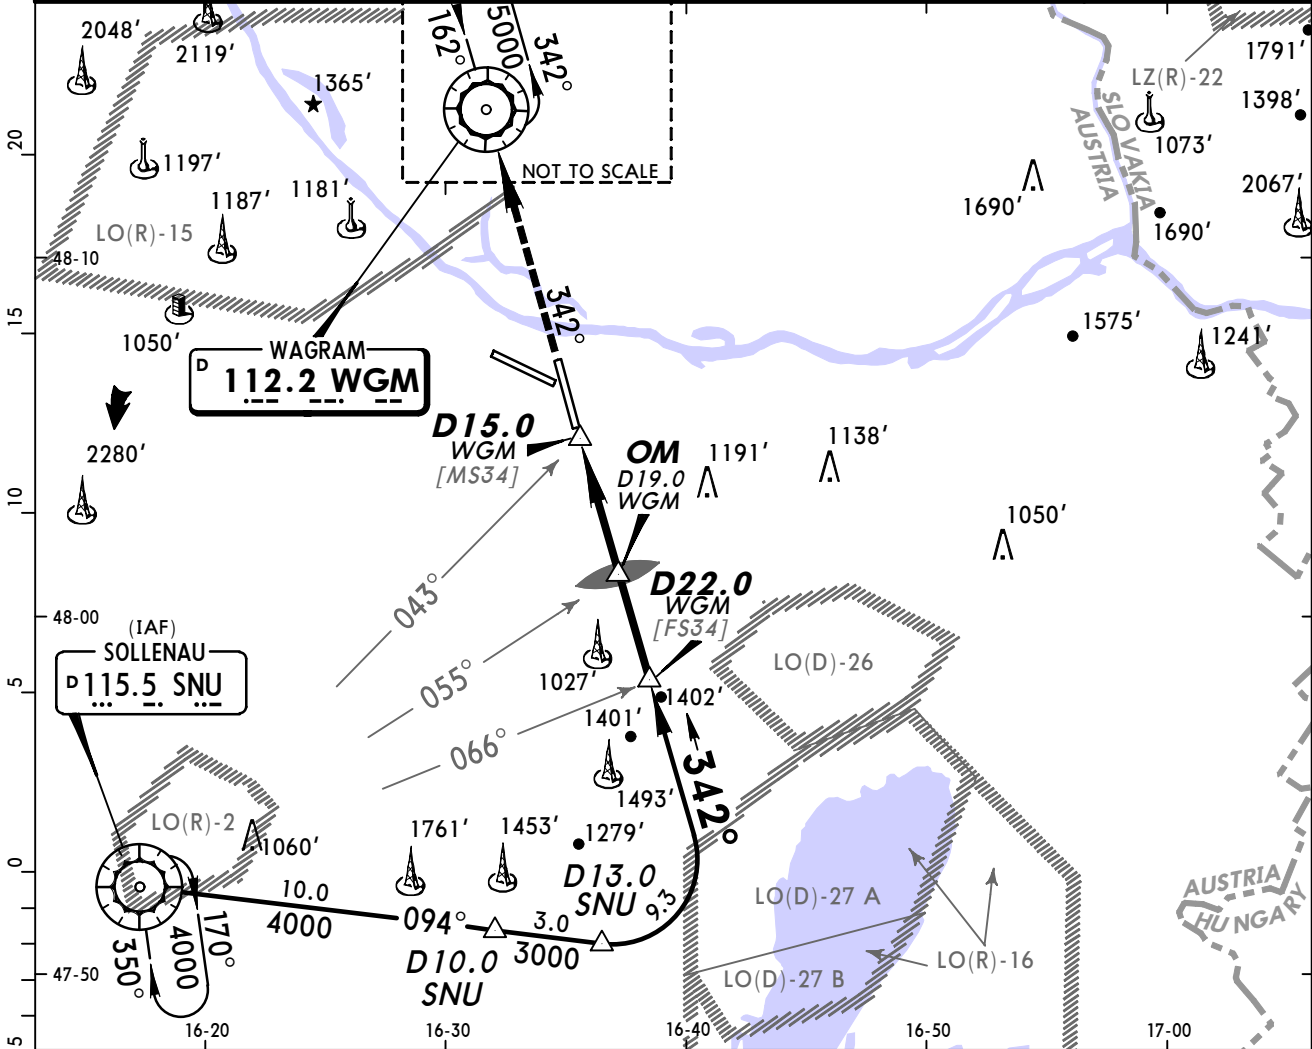 2048′
2119′
162°
5000
342°
1791′
LZ(R)-22
1365′
1398′
SLOVAKIA
AUSTRIA
1073′
20
1197′
NOT TO SCALE
1187′
1181′
1690′
2067′
LO(R)-15
1690′
48-10
342°
15
1050′
1575′
1241′
WAGRAM
D 112.2 WGM
D15.0
WGM
[MS34]
OM
D19.0
WGM
1191′
1138′
2280′
10
1050′
043°
D22.0
WGM
[FS34]
48-00
(IAF)
SOLLENAU
D 115.5 SNU
LO(D)-26
1027′
055°
5
1402′
1401′
066°
342°
1493′
LO(R)-2
1060′
1761′
1453′
1279′
0
D13.0
SNU
9.3
LO(D)-27 A
AUSTRIA
HUNGARY
10.0
4000
094°
3.0
3000
D10.0
SNU
350°
4000
170°
LO(R)-16
LO(D)-27 B
47-50
5
16-20
16-30
16-40
16-50
17-00